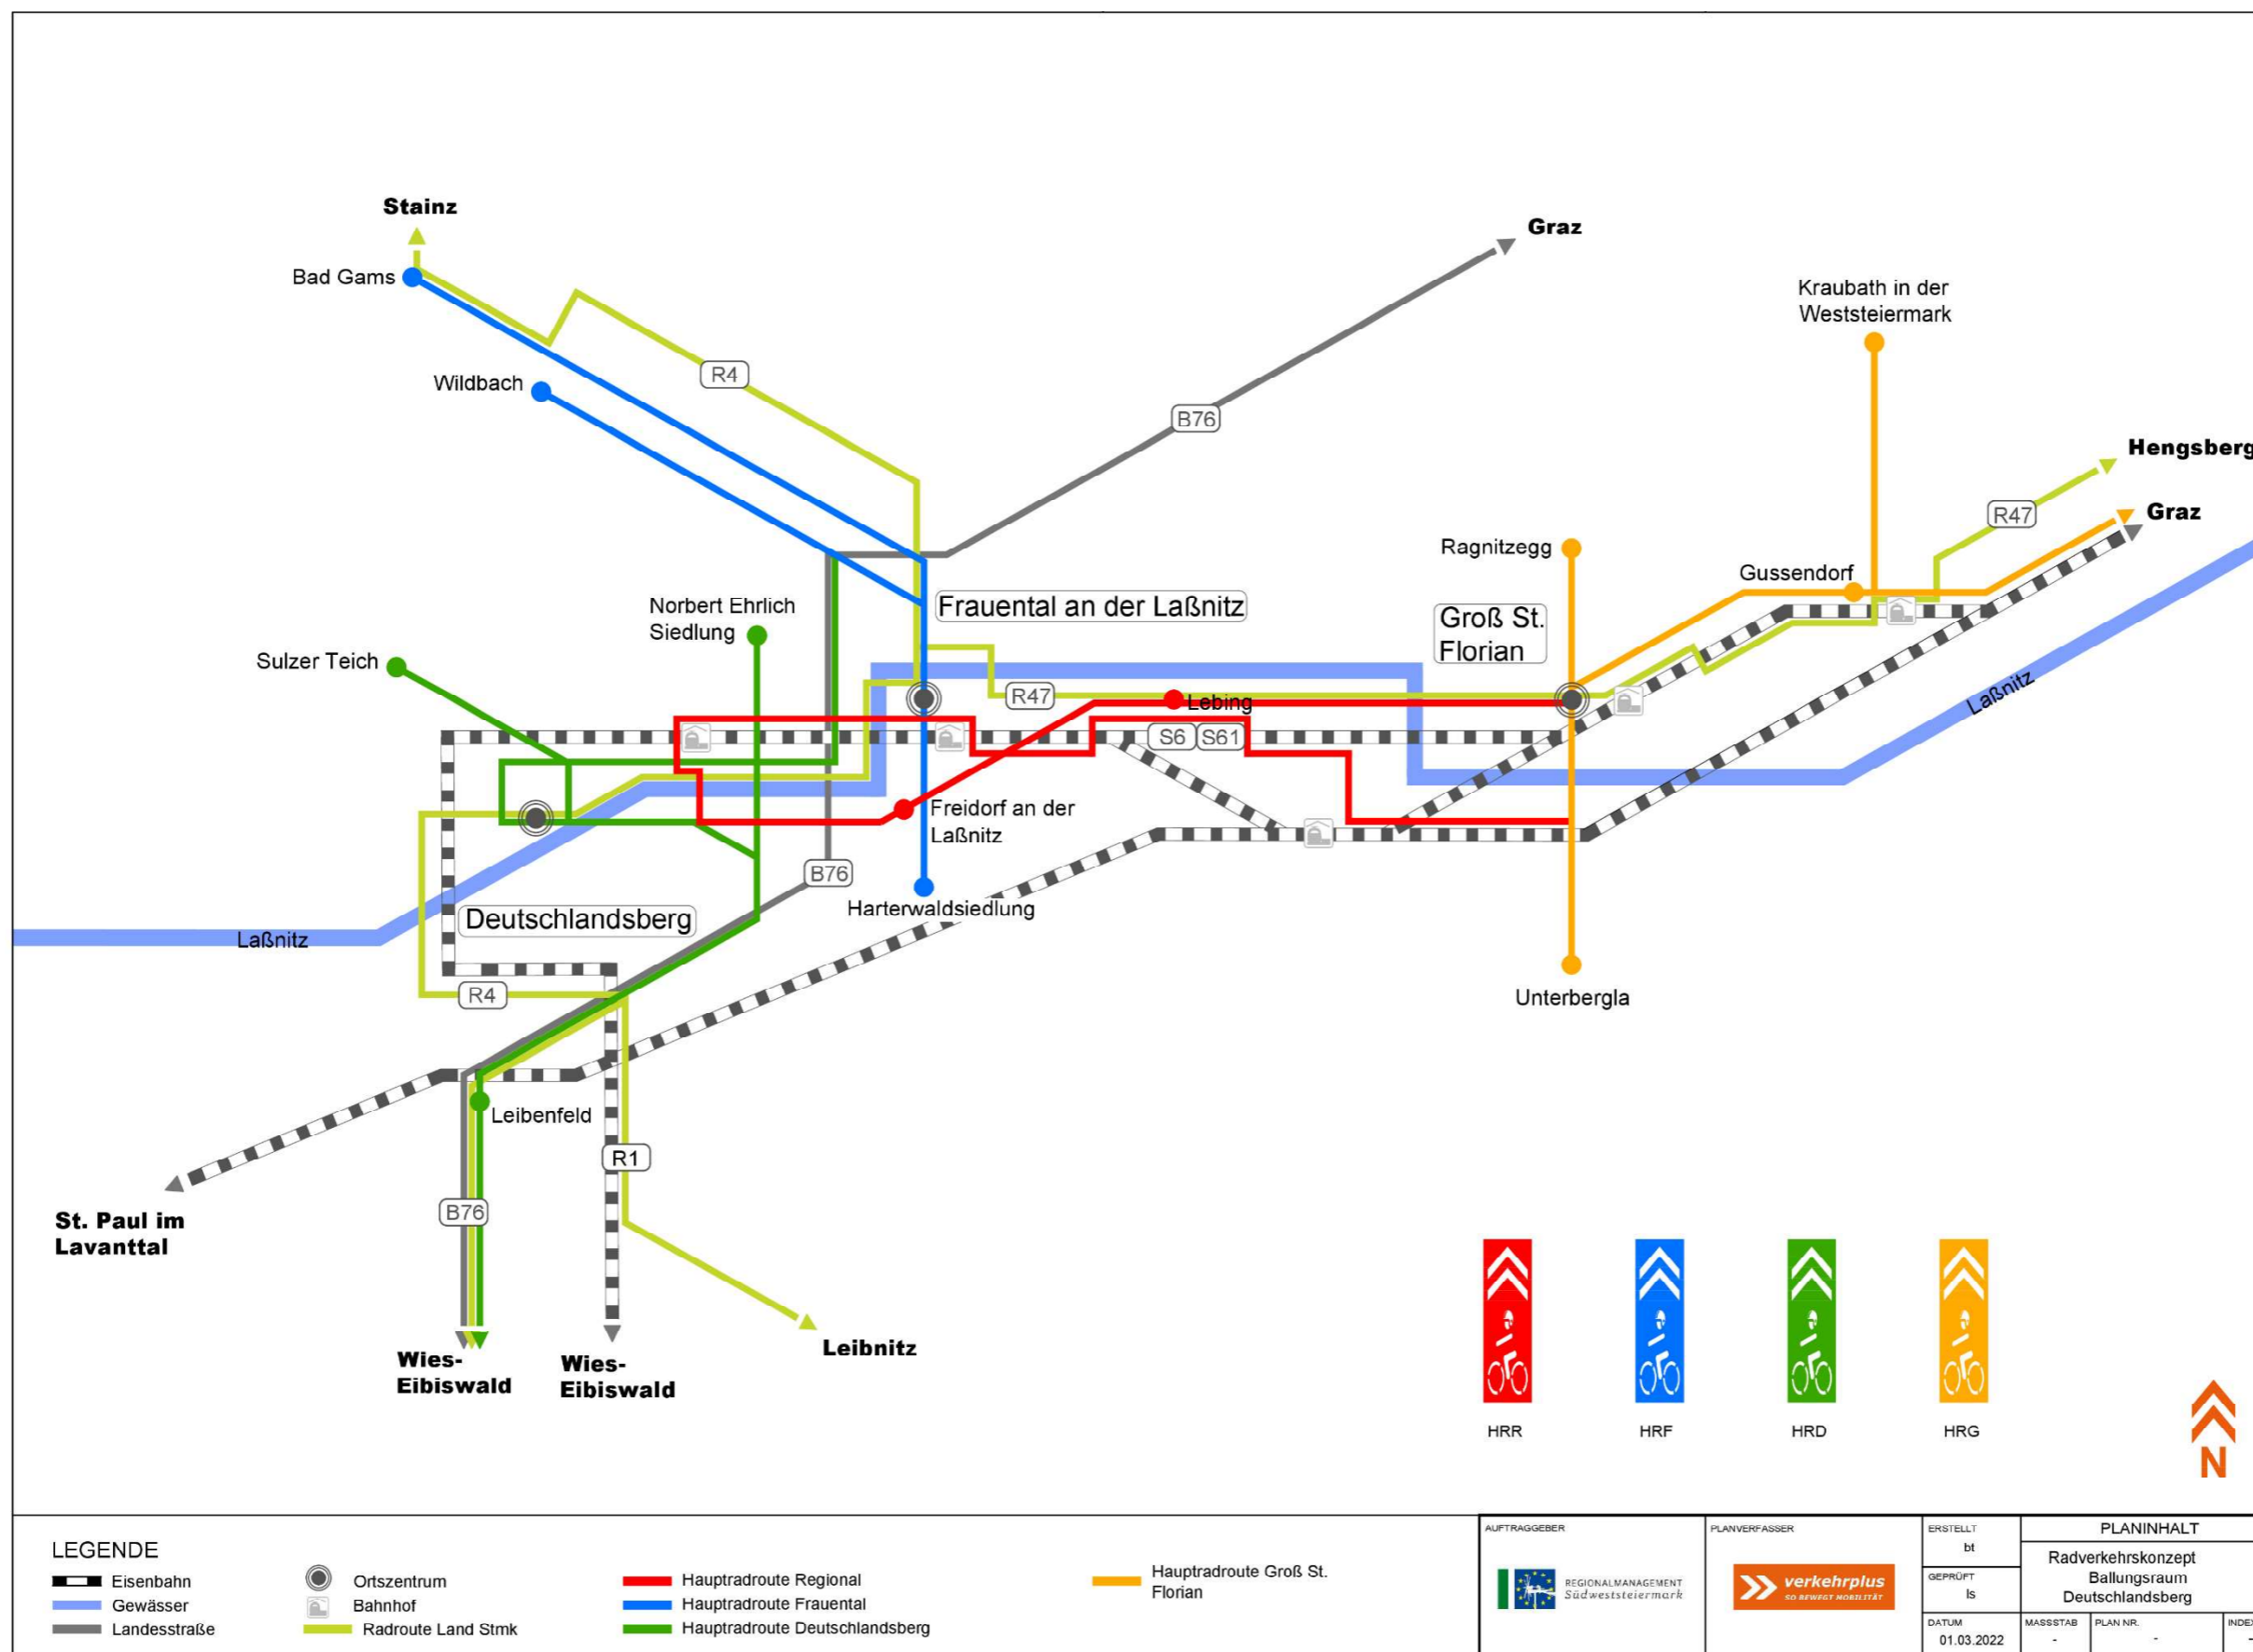 Stainz
Bad Gams
Graz
Kraubath in der
Weststeiermark
R4
Wildbach
B76
Hengsberg
R47
Graz
Ragnitzegg
Gussendorf
Norbert Ehrlich
Siedlung
Frauental an der Laßnitz
Groß St.
Florian
Sulzer Teich
R47
Lebing
Laßnitz
S6
S61
Freidorf an der
Laßnitz
B76
Harterwaldsiedlung
Deutschlandsberg
Laßnitz
R4
Unterbergla
Leibenfeld
R1
St. Paul im
Lavanttal
B76
Leibnitz
Wies-
Eibiswald
Wies-
Eibiswald
HRR
HRF
HRD
HRG
N
LEGENDE
Eisenbahn
Gewässer
Landesstraße
Ortszentrum
Bahnhof
Radroute Land Stmk
Hauptradroute Regional
Hauptradroute Frauental
Hauptradroute Deutschlandsberg
Hauptradroute Groß St.
Florian
AUFTRAGGEBER
REGIONALMANAGEMENT
Südweststeiermark
PLANVERFASSER
verkehrplus
SO BEWEGT MOBILITÄT
ERSTELLT
bt
GEPRÜFT
ls
DATUM
01.03.2022
PLANINHALT
Radverkehrskonzept
Ballungsraum
Deutschlandsberg
MASSSTAB
-
PLAN NR.
-
INDEX
-